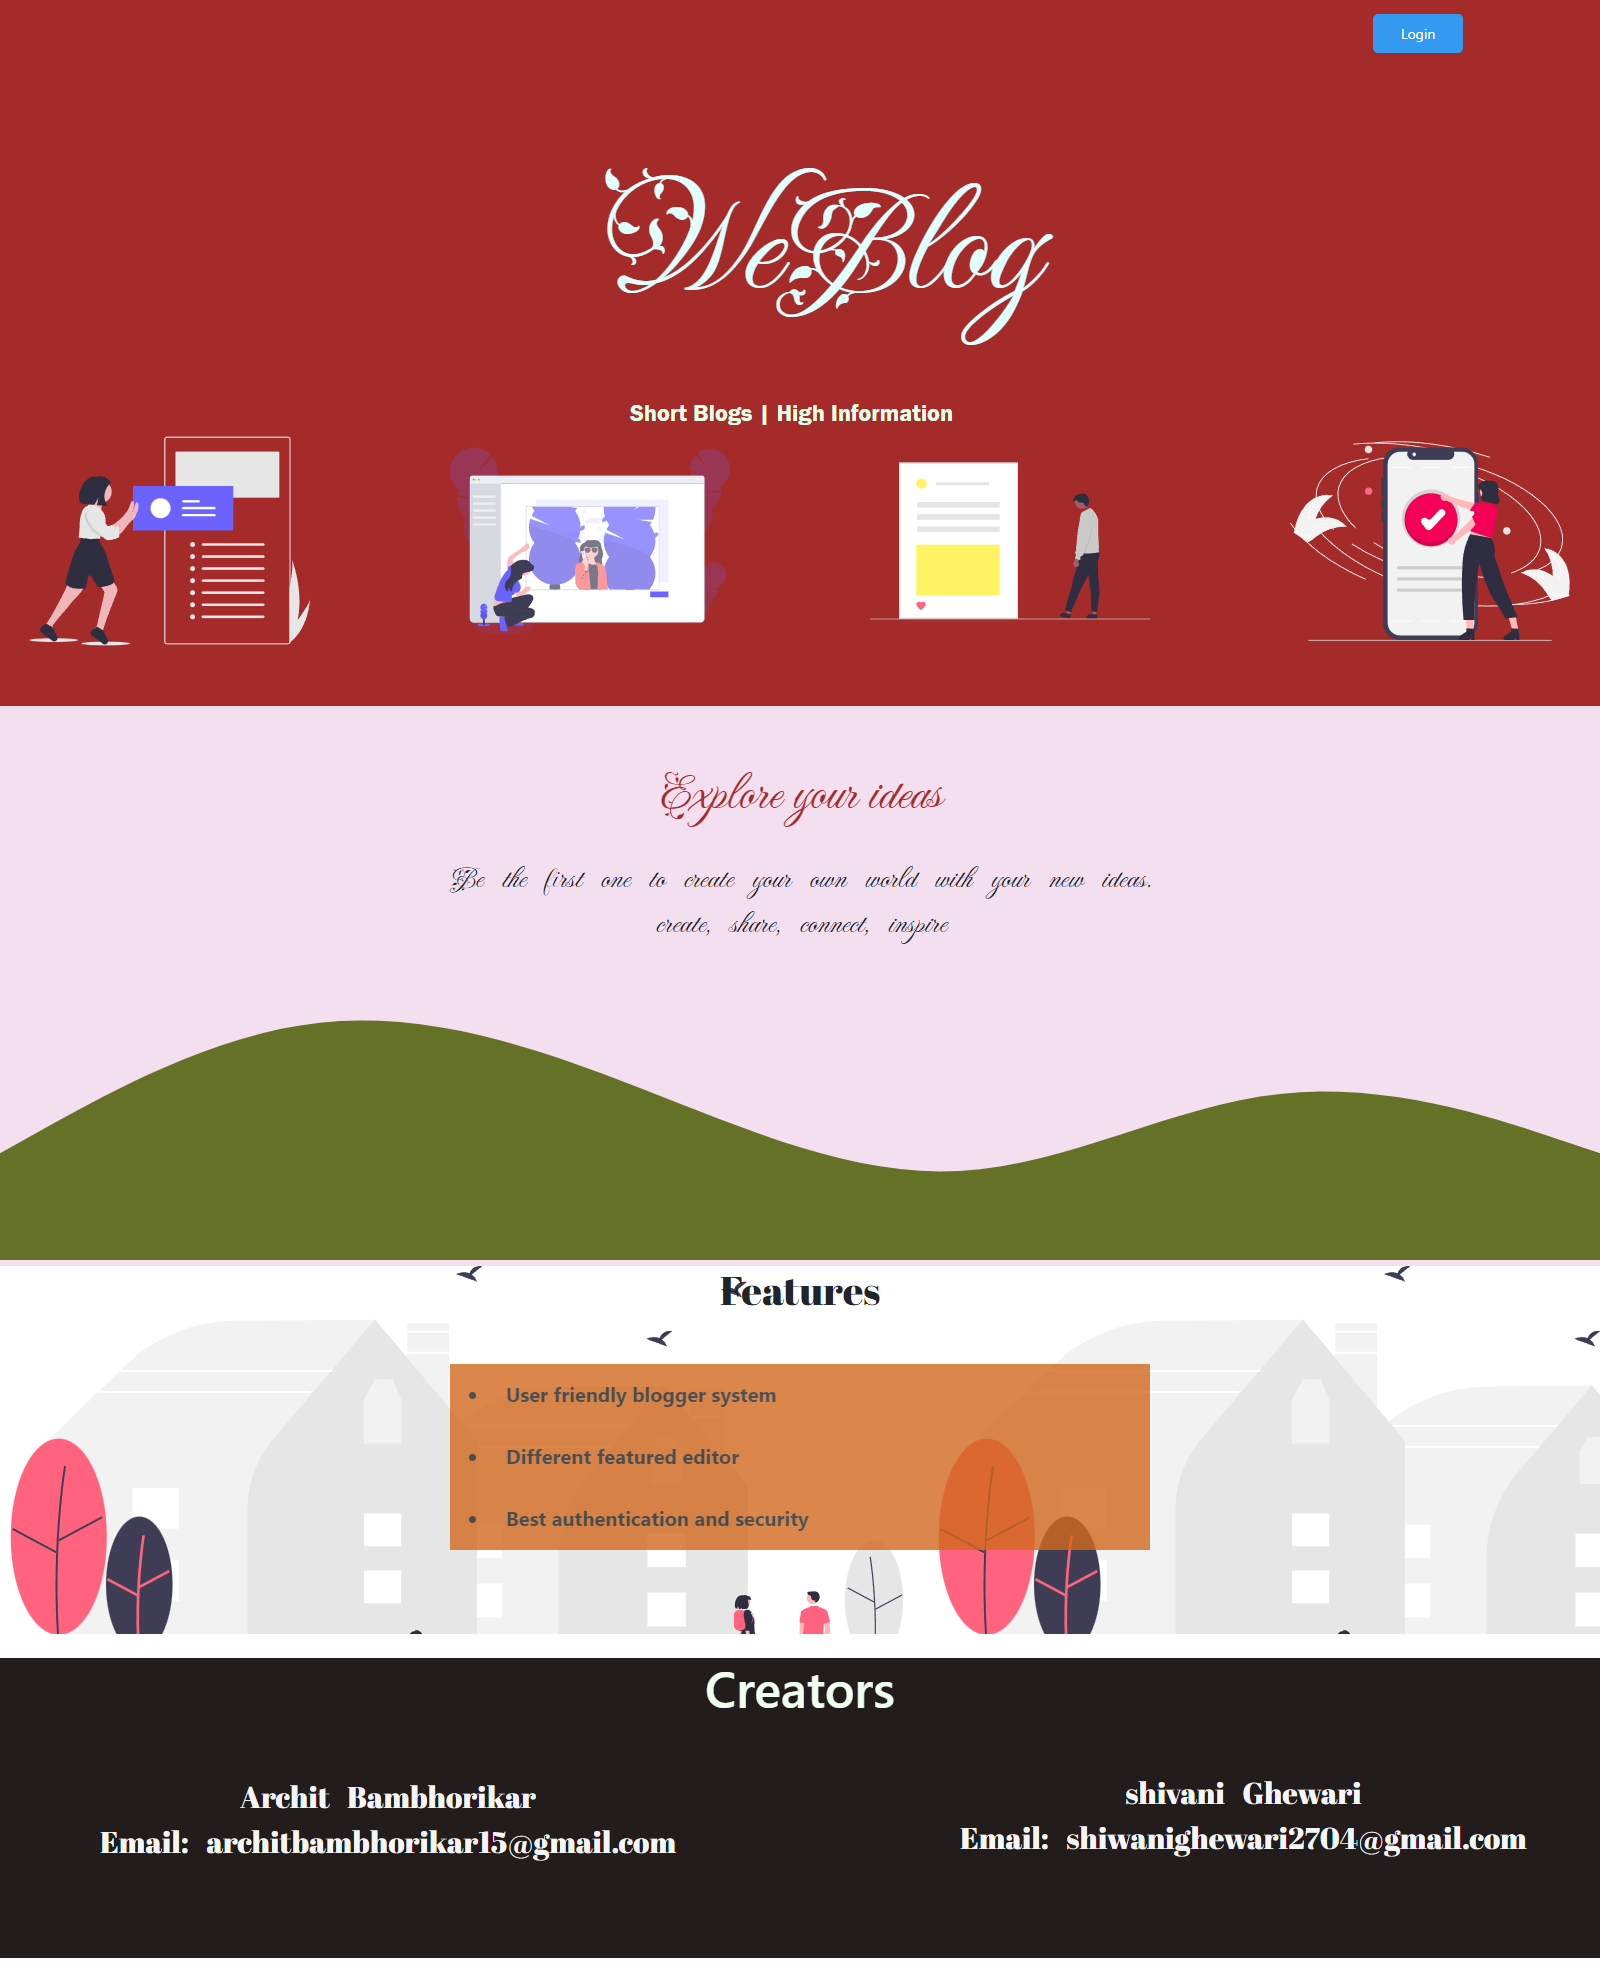 Login
WeBlog
Short Blogs | High Information
Explore your ideas
Be the first one to create your own world with your new ideas.
create, share, connect, inspire
Features
• User friendly blogger system
• Different featured editor
• Best authentication and security
Creators
Archit Bambhorikar
Email: architbambhorikar15@gmail.com
shivani Ghewari
Email: shiwanighewari2704@gmail.com